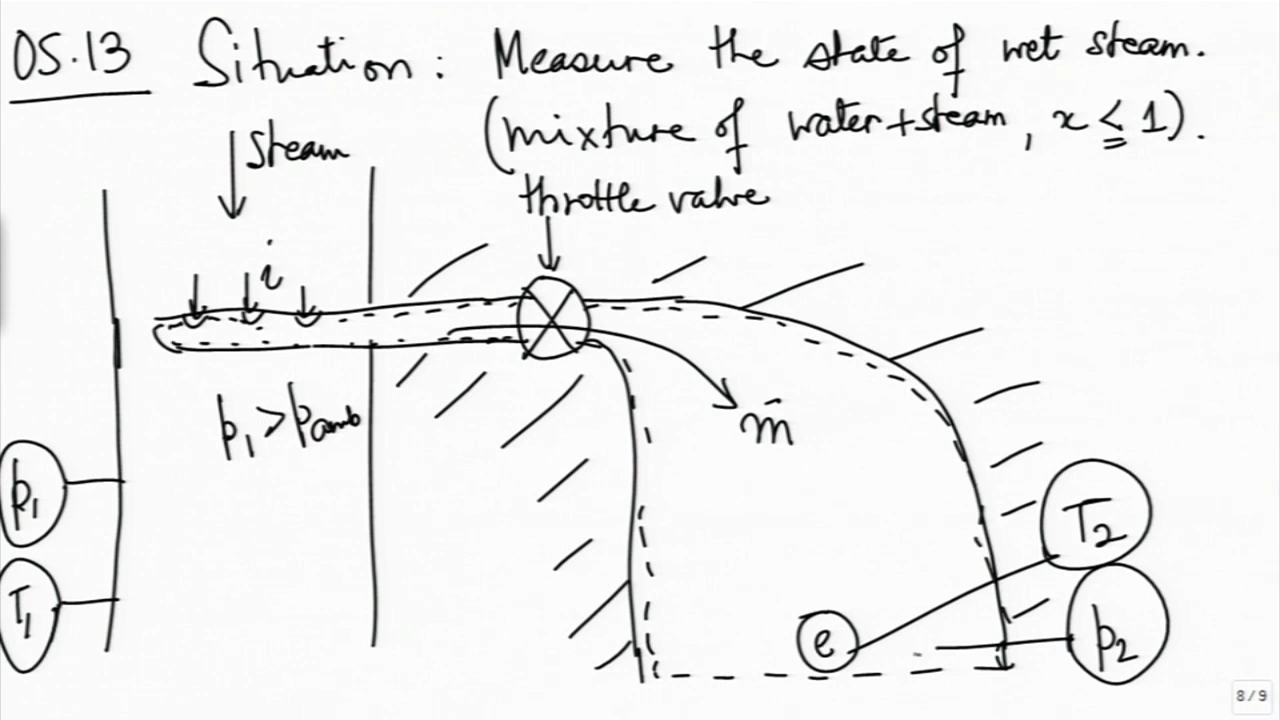 OS.13 Situation: Measure the state of wet steam.
(mixture of water+steam, x ≤ 1).
steam
throttle valve
i
p₁ > pamb
ṁ
p₁
T₁
T₂
e
p₂
8/9